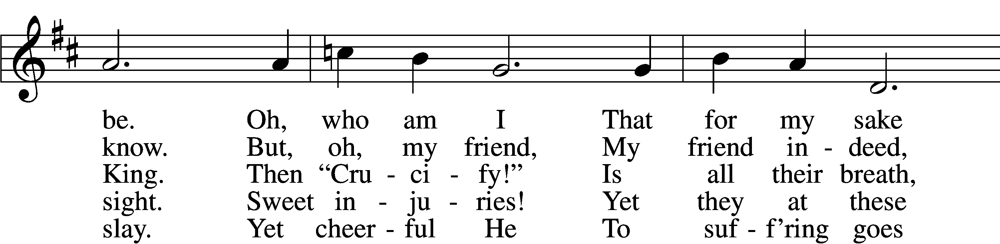 be. Oh, who am I That for my sake
know. But, oh, my friend, My friend in - deed,
King. Then “Cru - ci - fy!” Is all their breath,
sight. Sweet in - ju - ries! Yet they at these
slay. Yet cheer - ful He To suf - f’ring goes